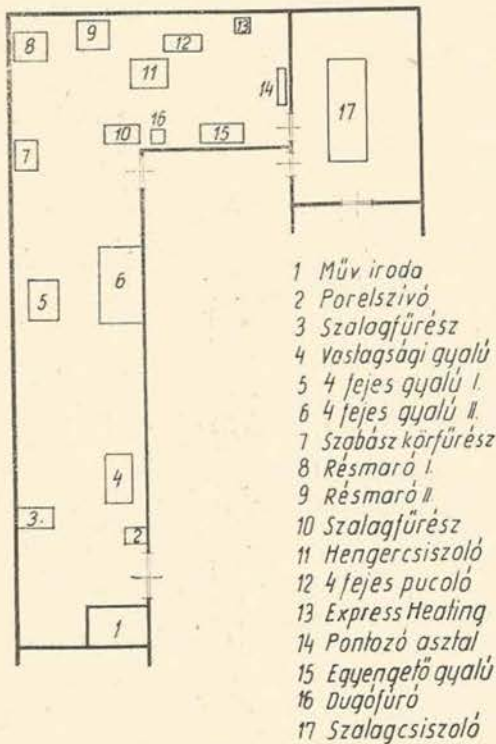 9
13
8
12
11
14
17
16
10
15
7
6
5
4
3.
2
1
1 Műv. iroda
2 Porelszívó
3 Szalagfűrész
4 Vastagsági gyalú
5 4 fejes gyalú I.
6 4 fejes gyalú II.
7 Szabász körfűrész
8 Résmaró I.
9 Résmaró II.
10 Szalagfűrész
11 Hengercsiszoló
12 4 fejes pucoló
13 Express Heating
14 Pontozó asztal
15 Egyengető gyalú
16 Dugófúró
17 Szalagcsiszoló